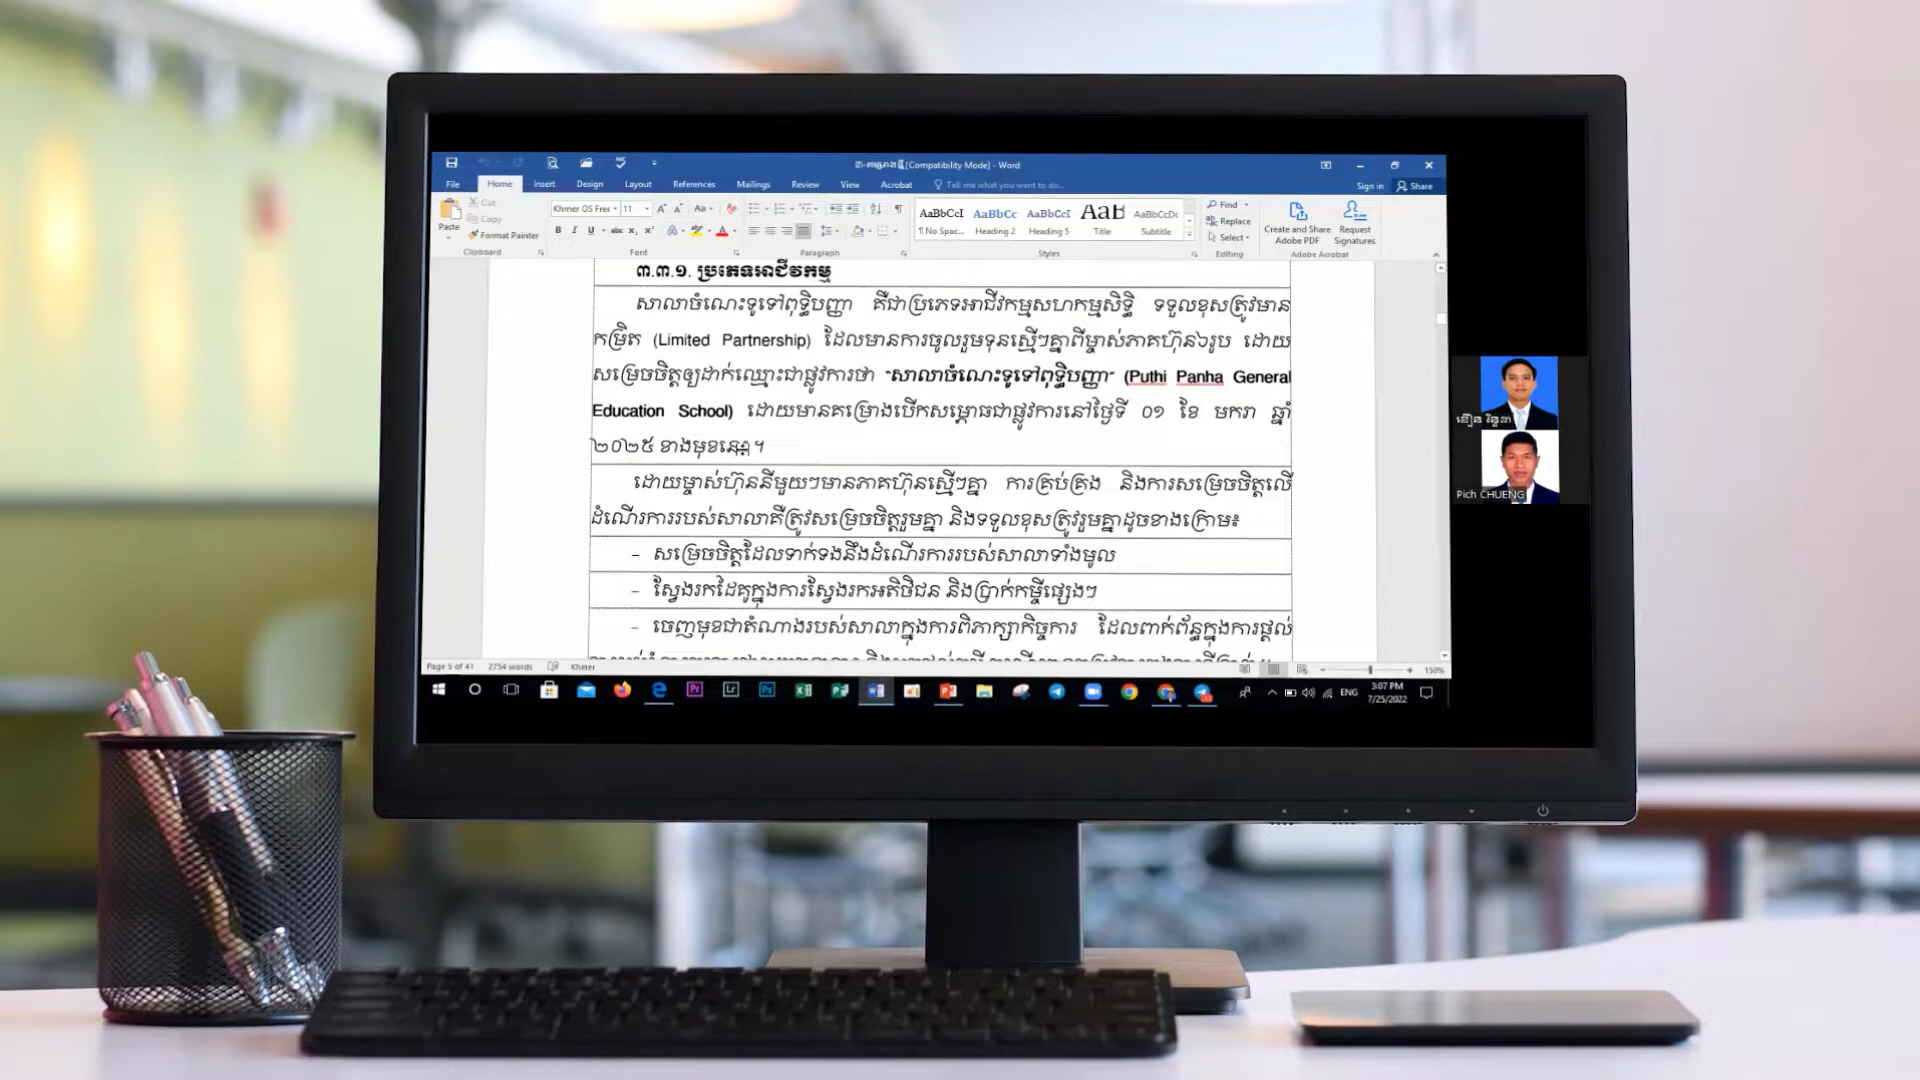 [Compatibility Mode] - Word
File Home Insert Design Layout References Mailings Review View Acrobat Tell me what you want to do... Sign in Share
Paste Cut Copy Format Painter
Khmer OS Free 11
AaBbCcI AaBbCc AaBbCcI AaB AaBbCcDc
¶ No Spac... Heading 2 Heading 5 Title Subtitle
Find Replace Select
Create and Share Adobe PDF
Request Signatures
Clipboard Font Paragraph Styles Editing Adobe Acrobat
៣.៣.១. ប្រភេទអាជីវកម្ម
សាលាចំណេះទូទៅពុទ្ធិបញ្ញា គឺជាប្រភេទអាជីវកម្មសហកម្មសិទ្ធិ ទទួលខុសត្រូវមាន
កម្រិត (Limited Partnership) ដែលមានការចូលរួមទុនស្មើៗគ្នាពីម្ចាស់ភាគហ៊ុន៦រូប ដោយ
សម្រេចចិត្តឲ្យដាក់ឈ្មោះជាផ្លូវការថា "សាលាចំណេះទូទៅពុទ្ធិបញ្ញា" (Puthi Panha General
Education School) ដោយមានគម្រោងបើកសម្ភោធជាផ្លូវការនៅថ្ងៃទី ០១ ខែ មករា ឆ្នាំ
២០២៥ ខាងមុខនេះ។
ដោយម្ចាស់ហ៊ុននីមួយៗមានភាគហ៊ុនស្មើៗគ្នា ការគ្រប់គ្រង និងការសម្រេចចិត្តលើ
ដំណើរការរបស់សាលាគឺត្រូវសម្រេចចិត្តរួមគ្នា និងទទួលខុសត្រូវរួមគ្នាដូចខាងក្រោម៖
- សម្រេចចិត្តដែលទាក់ទងនឹងដំណើរការរបស់សាលាទាំងមូល
- ស្វែងរកដៃគូក្នុងការស្វែងរកអតិថិជន និងប្រាក់កម្ចីផ្សេងៗ
- ចេញមុខជាតំណាងរបស់សាលាក្នុងការពិភាក្សាកិច្ចការ ដែលពាក់ព័ន្ធក្នុងការផ្តល់
Page 5 of 41 2754 words Khmer 150%
ENG 3:07 PM
7/25/2022
Pich CHUENG